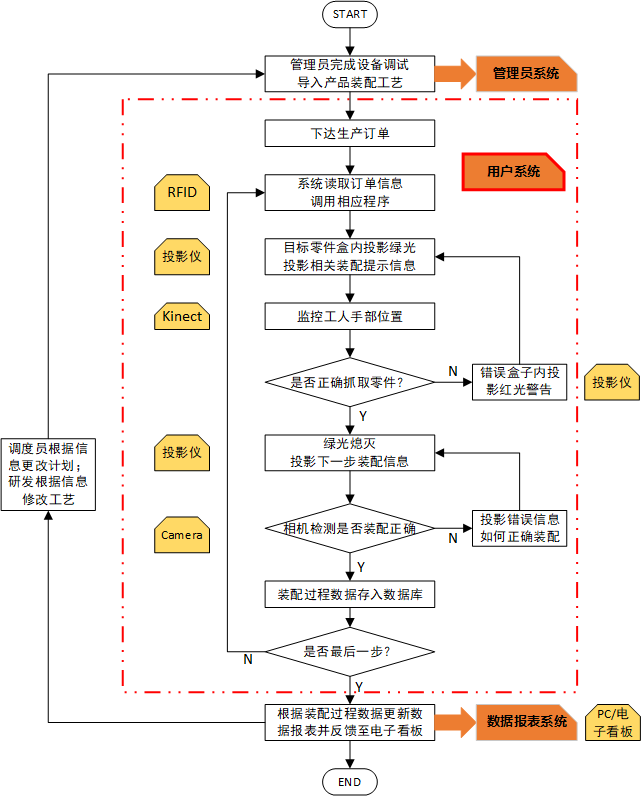 START
管理员完成设备调试
导入产品装配工艺
管理员系统
下达生产订单
用户系统
RFID
系统读取订单信息
调用相应程序
投影仪
目标零件盒内投影绿光
投影相关装配提示信息
Kinect
监控工人手部位置
是否正确抓取零件?
N
错误盒子内投
影红光警告
投影仪
Y
调度员根据信
息更改计划;
研发根据信息
修改工艺
投影仪
绿光熄灭
投影下一步装配信息
Camera
相机检测是否装配正确
N
投影错误信息
如何正确装配
Y
装配过程数据存入数据库
是否最后一步?
N
Y
根据装配过程数据更新数
据报表并反馈至电子看板
数据报表系统
PC/电
子看板
END